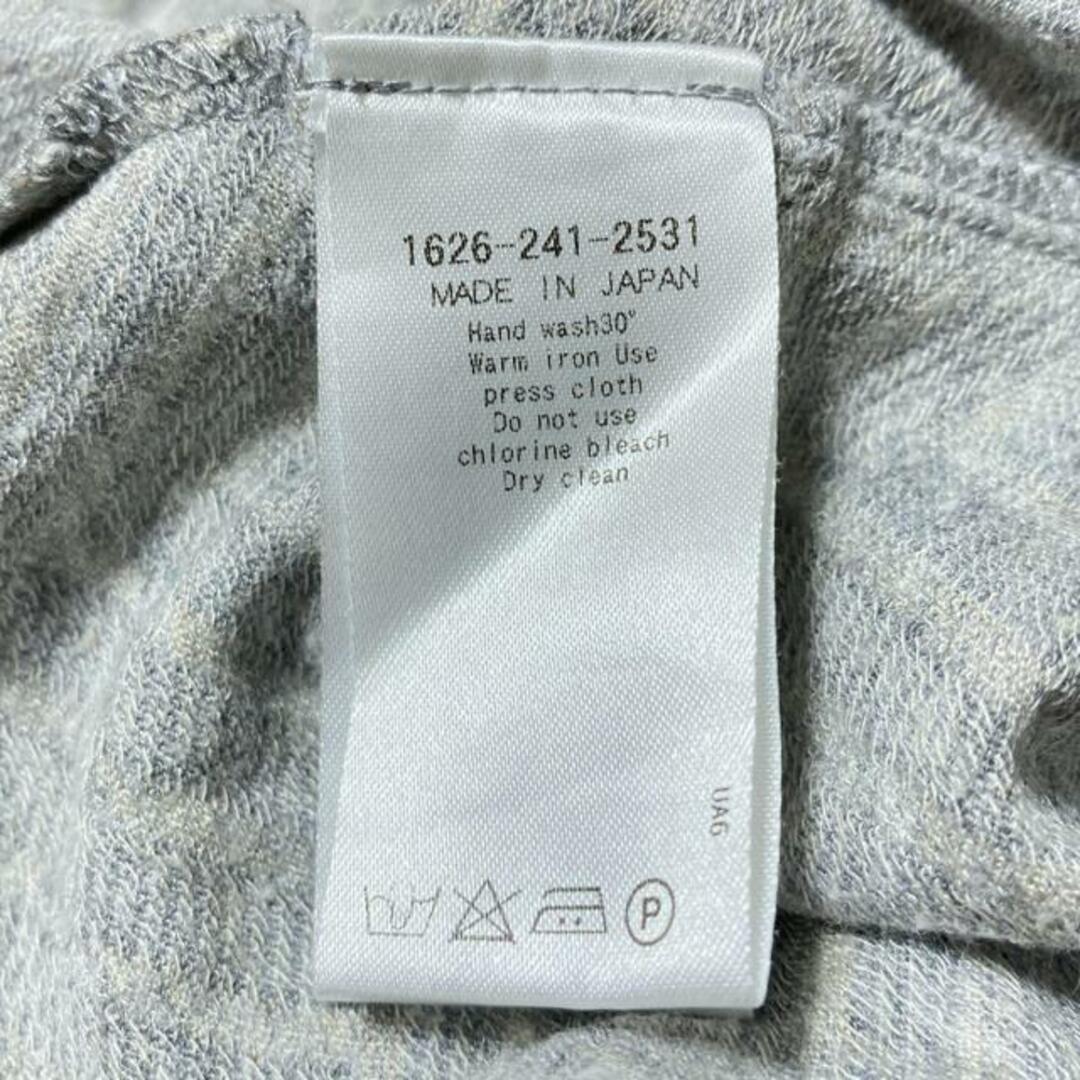 1626-241-2531
MADE IN JAPAN
Hand wash30°
Warm iron Use
press cloth
Do not use
chlorine bleach
Dry clean
UA6
P